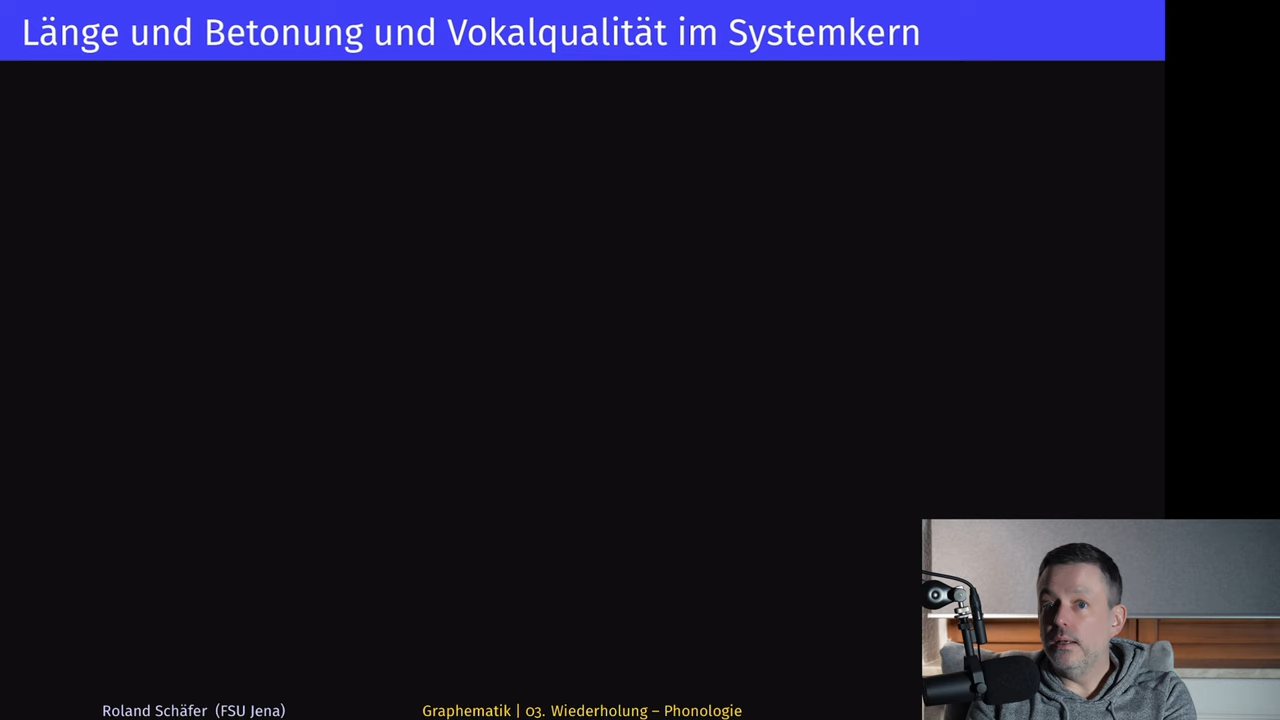 Länge und Betonung und Vokalqualität im Systemkern
Roland Schäfer (FSU Jena)
Graphematik | 03. Wiederholung – Phonologie